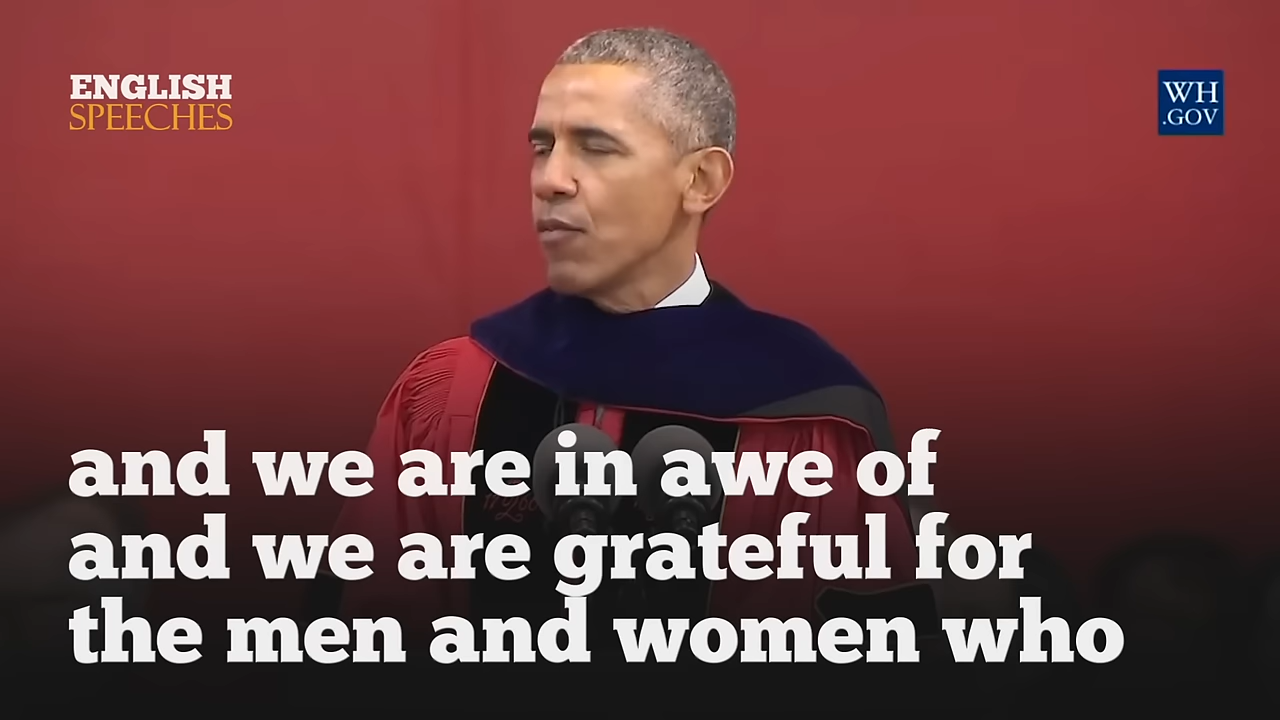 ENGLISH
SPEECHES
WH
.GOV
and we are in awe of
and we are grateful for
the men and women who